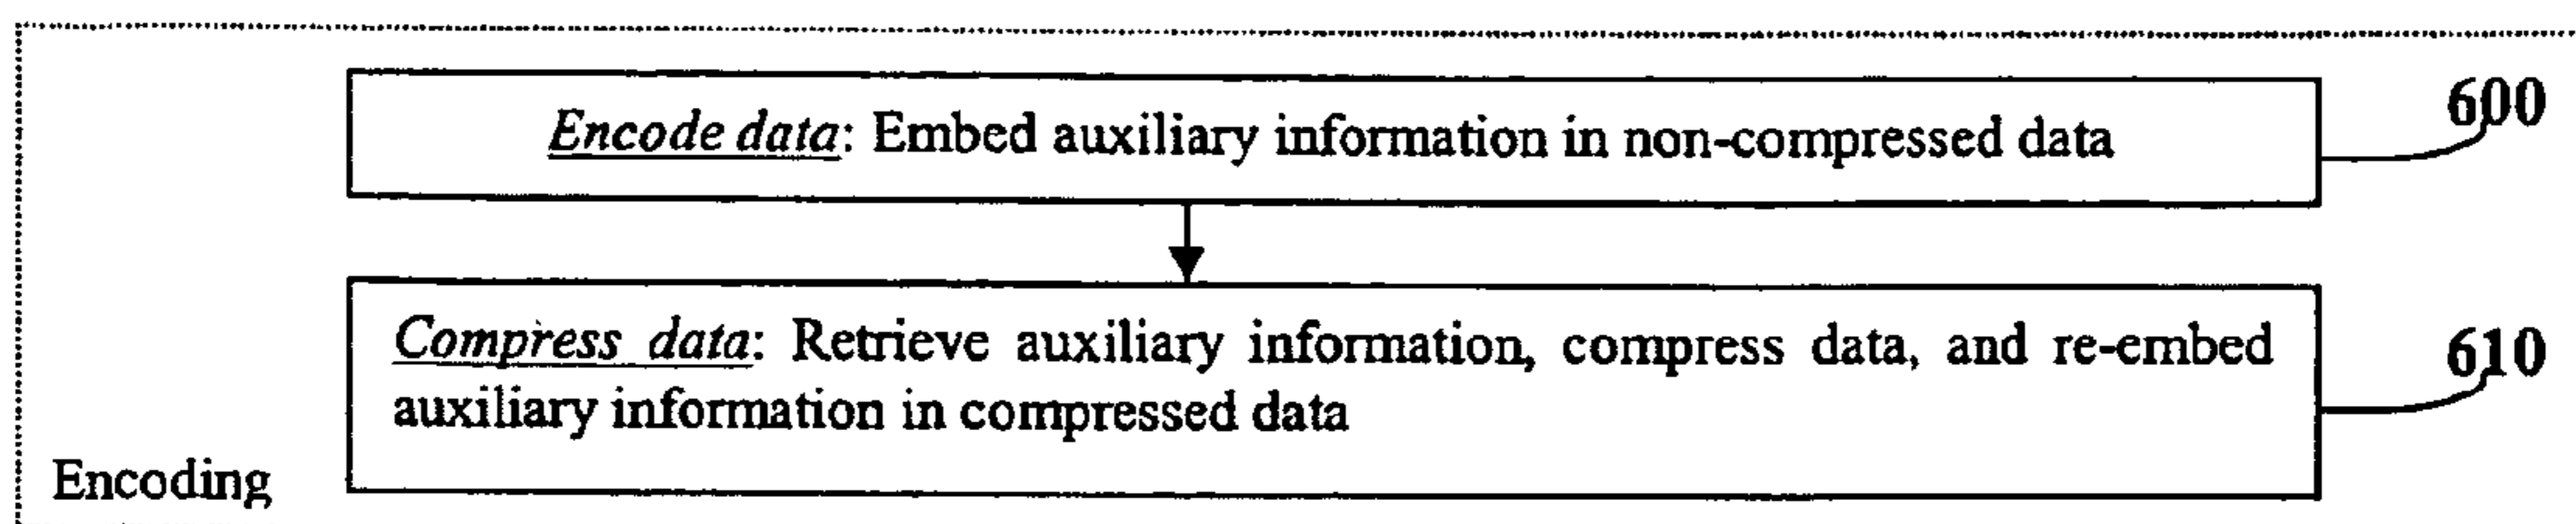 Encode data: Embed auxiliary information in non-compressed data
600
Compress data: Retrieve auxiliary information, compress data, and re-embed
auxiliary information in compressed data
610
Encoding